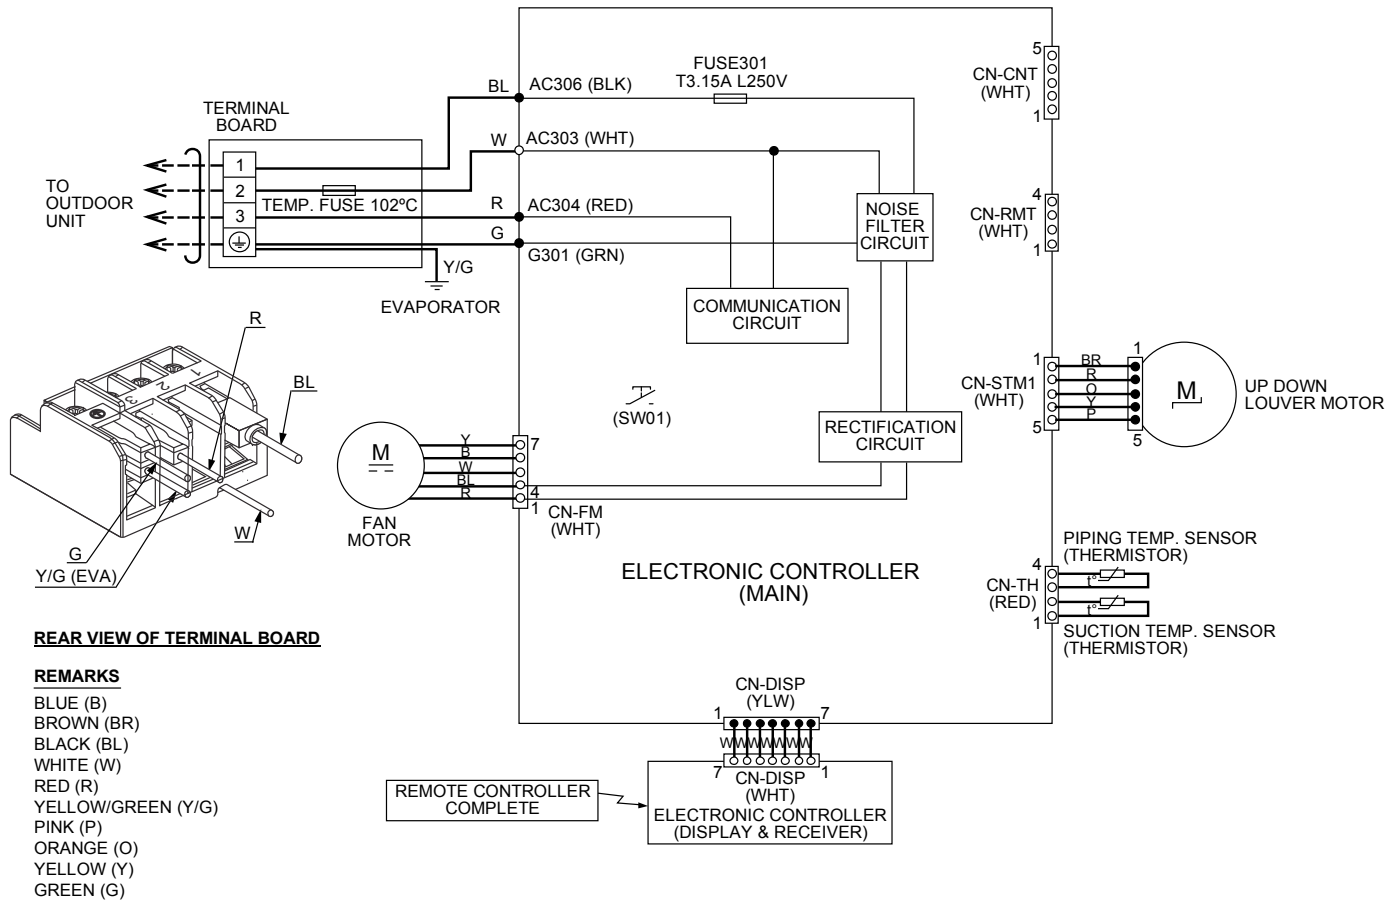 FUSE301
T3.15A L250V
BL
AC306 (BLK)
TERMINAL
BOARD
W
AC303 (WHT)
TO
OUTDOOR
UNIT
1
2
TEMP. FUSE 102ºC
3
R
AC304 (RED)
G
G301 (GRN)
Y/G
EVAPORATOR
NOISE
FILTER
CIRCUIT
COMMUNICATION
CIRCUIT
5
CN-CNT
(WHT)
1
4
CN-RMT
(WHT)
1
1
CN-STM1
(WHT)
5
BR
R
O
Y
P
1
5
M
UP DOWN
LOUVER MOTOR
(SW01)
RECTIFICATION
CIRCUIT
M
FAN
MOTOR
Y
B
W
BL
R
7
4
1
CN-FM
(WHT)
R
BL
1
2
3
W
G
Y/G (EVA)
ELECTRONIC CONTROLLER
(MAIN)
PIPING TEMP. SENSOR
(THERMISTOR)
4
CN-TH
(RED)
1
t°
t°
SUCTION TEMP. SENSOR
(THERMISTOR)
REAR VIEW OF TERMINAL BOARD
REMARKS
BLUE (B)
BROWN (BR)
BLACK (BL)
WHITE (W)
RED (R)
YELLOW/GREEN (Y/G)
PINK (P)
ORANGE (O)
YELLOW (Y)
GREEN (G)
CN-DISP
(YLW)
1
7
W W W W W W W
7
1
CN-DISP
(WHT)
ELECTRONIC CONTROLLER
(DISPLAY & RECEIVER)
REMOTE CONTROLLER
COMPLETE